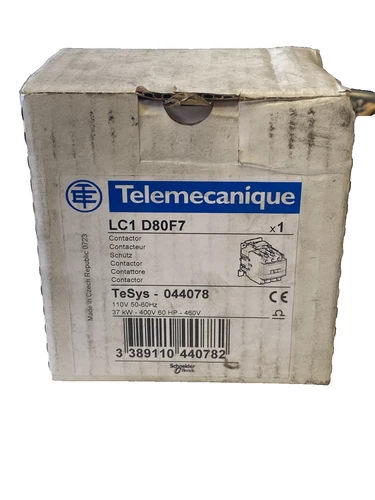 Telemecanique
LC1 D80F7 x1
Contactor
Contacteur
Schütz
Contactor
Contattore
Contactor
TeSys - 044078
110V 50-60Hz
37 kW - 400V 60 HP - 460V
3 389110 440782
Schneider
Electric
Made in Czech Republic 0723
CE